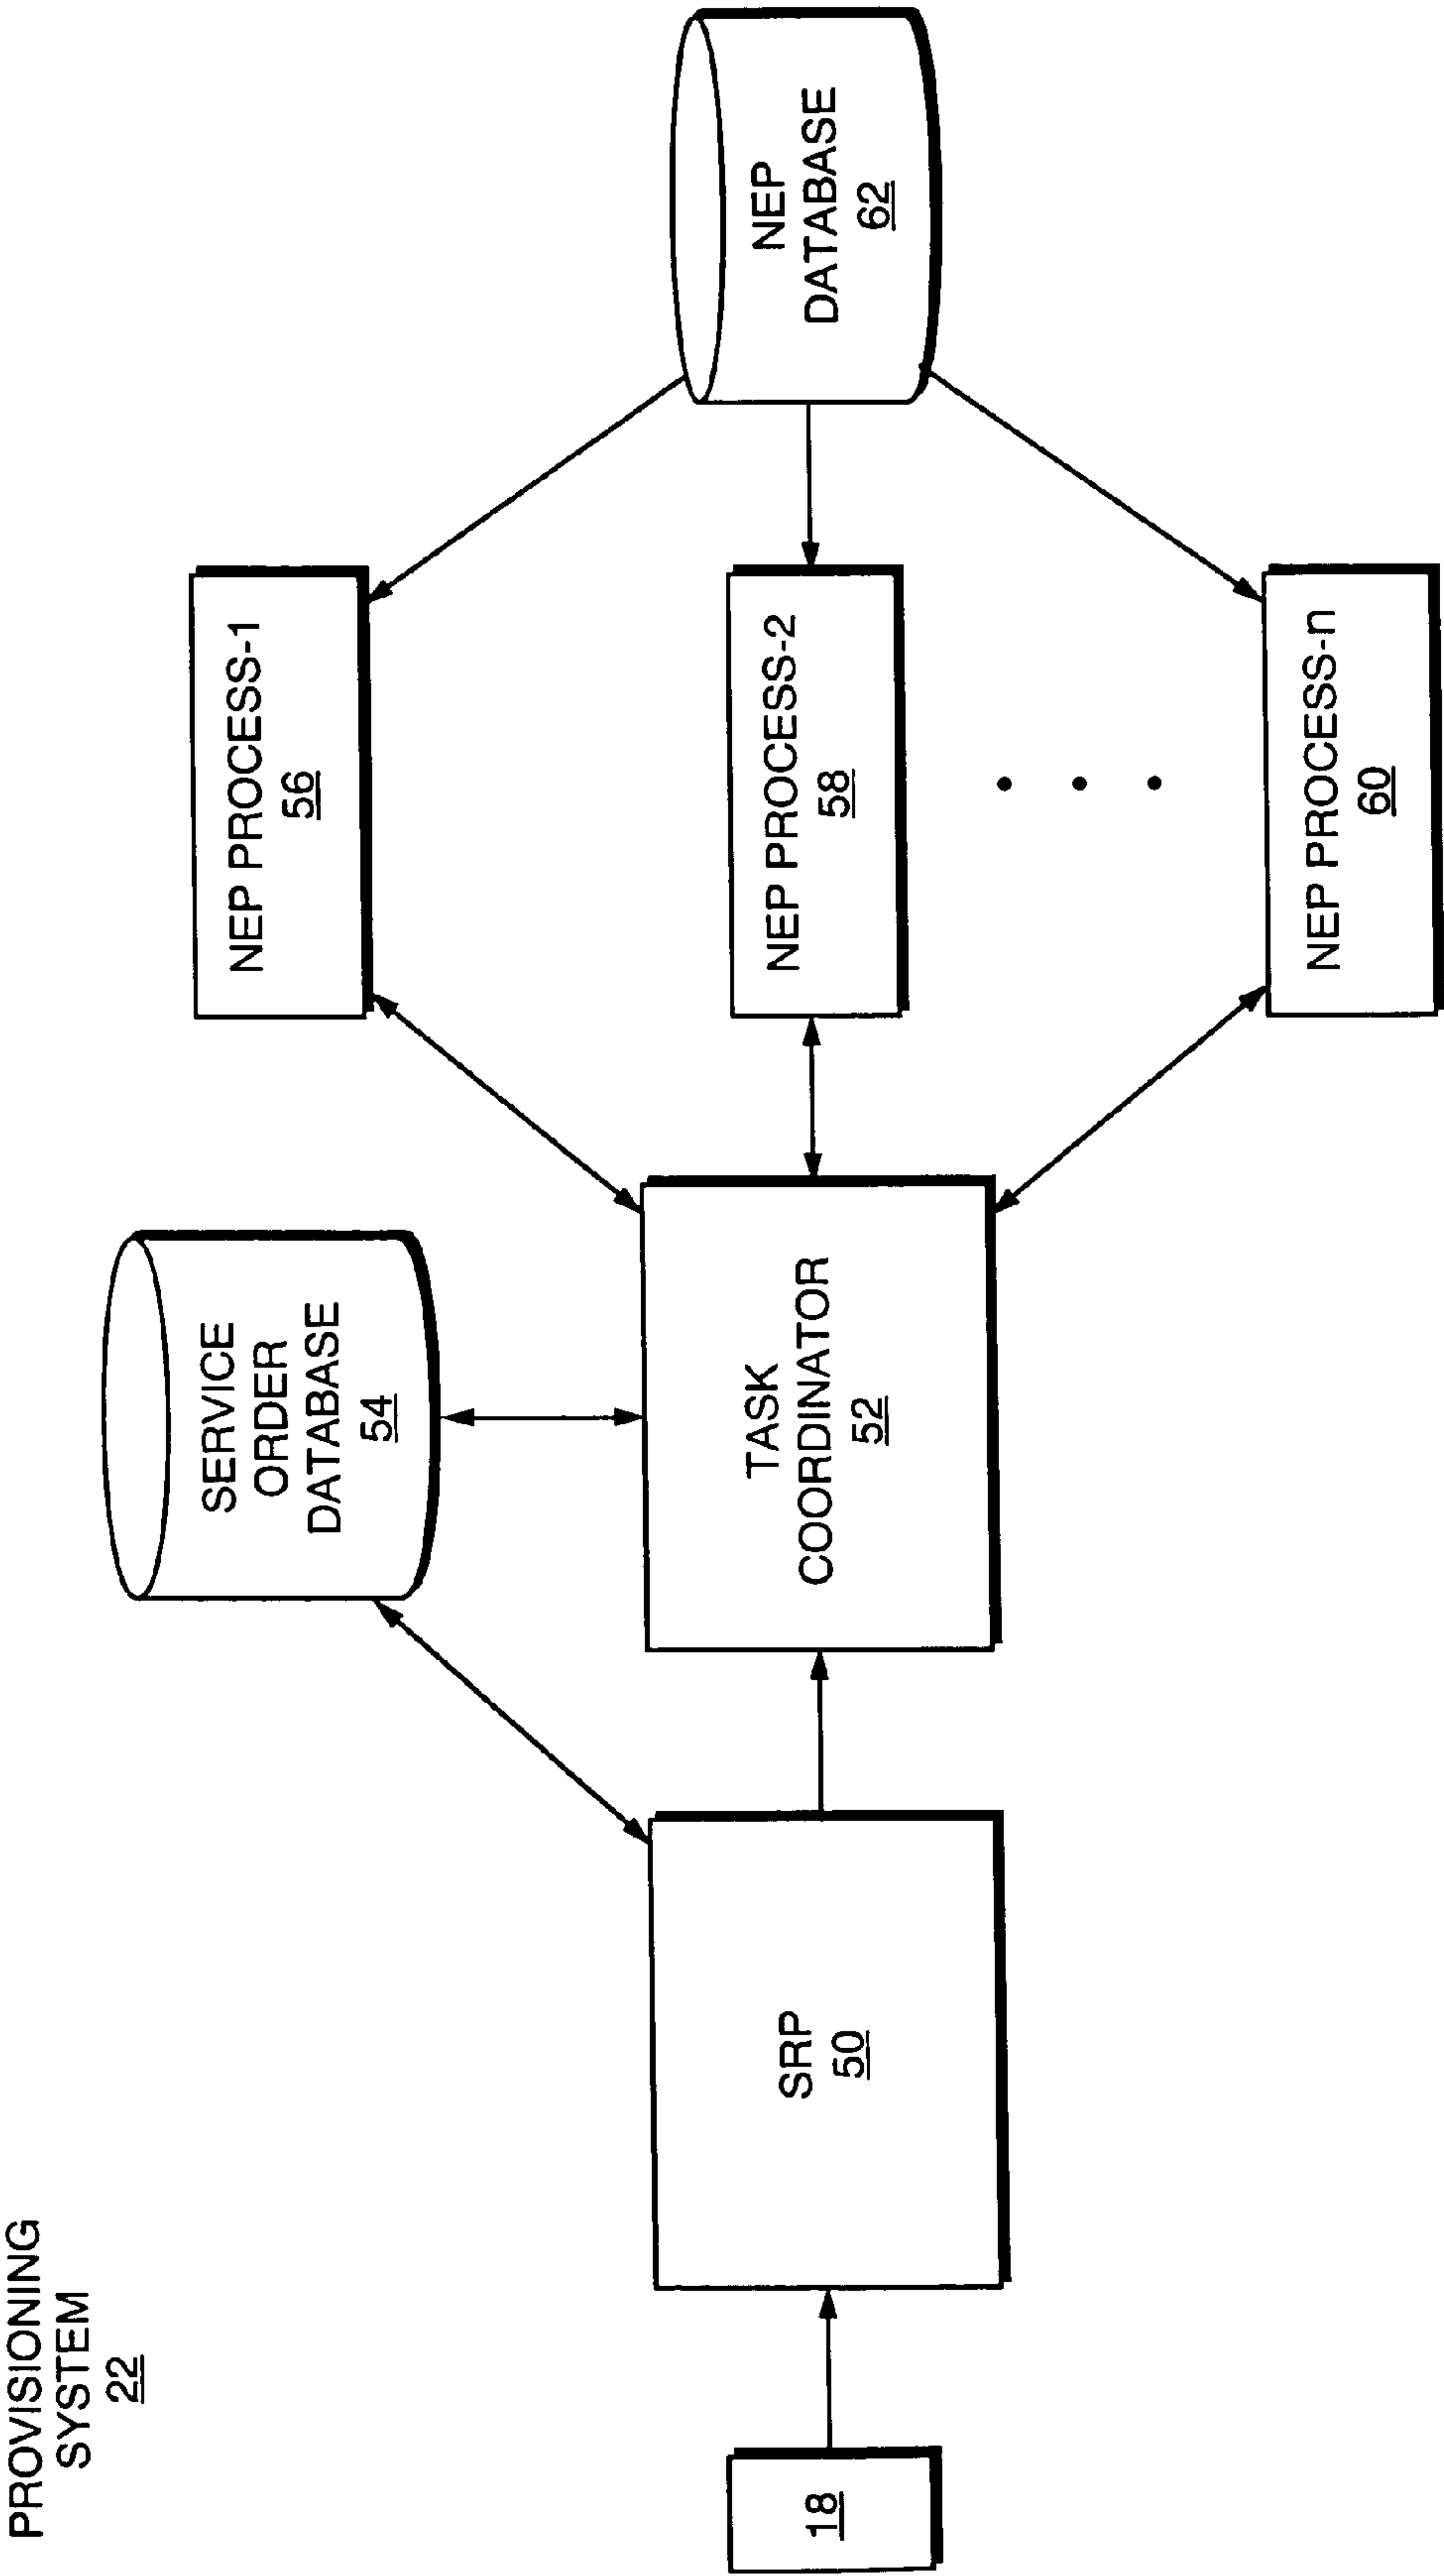 PROVISIONING
SYSTEM
22
18
SRP
50
SERVICE
ORDER
DATABASE
54
TASK
COORDINATOR
52
NEP PROCESS-1
56
NEP PROCESS-2
58
NEP PROCESS-n
60
NEP
DATABASE
62